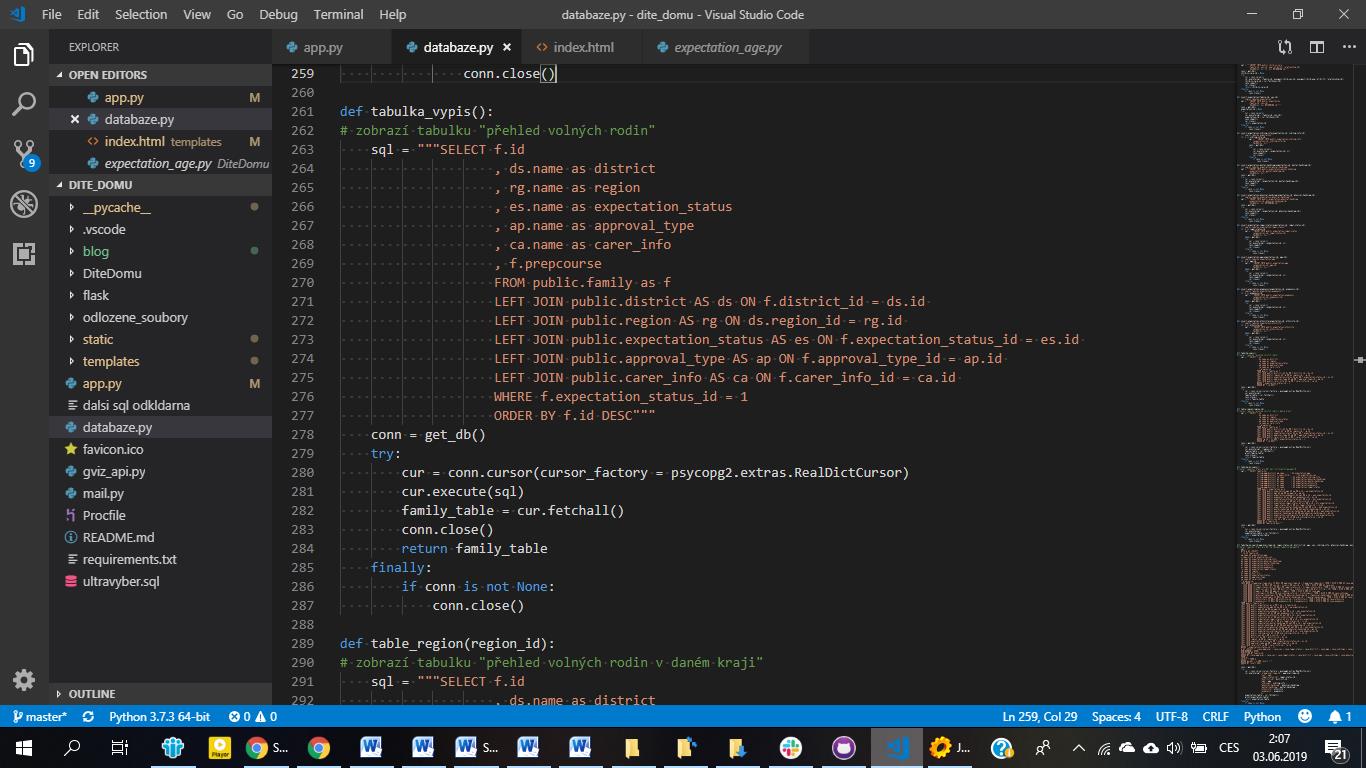 File Edit Selection View Go Debug Terminal Help
databaze.py - dite_domu - Visual Studio Code
EXPLORER
OPEN EDITORS
app.py M
databaze.py
index.html templates M
expectation_age.py DiteDomu
9
DITE_DOMU
__pycache__
.vscode
blog
DiteDomu
flask
odlozene_soubory
static
templates
app.py M
dalsi sql odkldarna
databaze.py
favicon.ico
gviz_api.py
mail.py
Procfile
README.md
requirements.txt
ultravyber.sql
OUTLINE
app.py databaze.py index.html expectation_age.py
259 conn.close()
260
261 def tabulka_vypis():
262 # zobrazí tabulku "přehled volných rodin"
263 sql = """SELECT f.id
264 , ds.name as district
265 , rg.name as region
266 , es.name as expectation_status
267 , ap.name as approval_type
268 , ca.name as carer_info
269 , f.prepcourse
270 FROM public.family as f
271 LEFT JOIN public.district AS ds ON f.district_id = ds.id
272 LEFT JOIN public.region AS rg ON ds.region_id = rg.id
273 LEFT JOIN public.expectation_status AS es ON f.expectation_status_id = es.id
274 LEFT JOIN public.approval_type AS ap ON f.approval_type_id = ap.id
275 LEFT JOIN public.carer_info AS ca ON f.carer_info_id = ca.id
276 WHERE f.expectation_status_id = 1
277 ORDER BY f.id DESC"""
278 conn = get_db()
279 try:
280 cur = conn.cursor(cursor_factory = psycopg2.extras.RealDictCursor)
281 cur.execute(sql)
282 family_table = cur.fetchall()
283 conn.close()
284 return family_table
285 finally:
286 if conn is not None:
287 conn.close()
288
289 def table_region(region_id):
290 # zobrazí tabulku "přehled volných rodin v daném kraji"
291 sql = """SELECT f.id
292 , ds.name as district
master* Python 3.7.3 64-bit 0 0 Ln 259, Col 29 Spaces: 4 UTF-8 CRLF Python 1
Player S... S... J... CES
2:07
03.06.2019
21